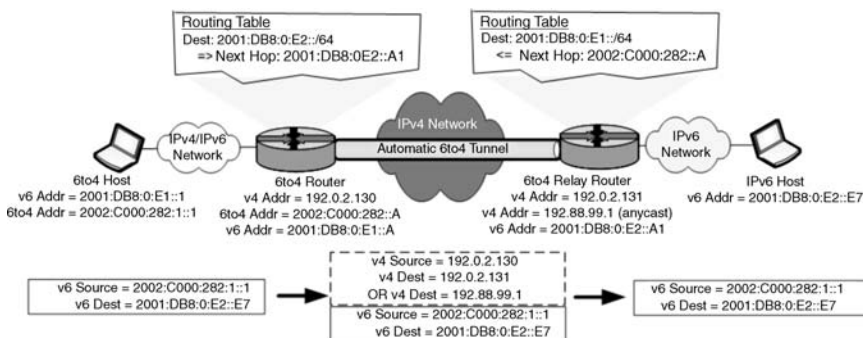 Routing Table
Dest: 2001:DB8:0:E2::/64
=> Next Hop: 2001:DB8:0E2::A1
Routing Table
Dest: 2001:DB8:0:E1::/64
<= Next Hop: 2002:C000:282::A
IPv4/IPv6
Network
IPv4 Network
Automatic 6to4 Tunnel
IPv6
Network
6to4 Host
v6 Addr = 2001:DB8:0:E1::1
6to4 Addr = 2002:C000:282:1::1
6to4 Router
v4 Addr = 192.0.2.130
6to4 Addr = 2002:C000:282::A
v6 Addr = 2001:DB8:0:E1::A
6to4 Relay Router
v4 Addr = 192.0.2.131
v4 Addr = 192.88.99.1 (anycast)
v6 Addr = 2001:DB8:0:E2::A1
IPv6 Host
v6 Addr = 2001:DB8:0:E2::E7
v6 Source = 2002:C000:282:1::1
v6 Dest = 2001:DB8:0:E2::E7
v4 Source = 192.0.2.130
v4 Dest = 192.0.2.131
OR v4 Dest = 192.88.99.1
v6 Source = 2002:C000:282:1::1
v6 Dest = 2001:DB8:0:E2::E7
v6 Source = 2002:C000:282:1::1
v6 Dest = 2001:DB8:0:E2::E7